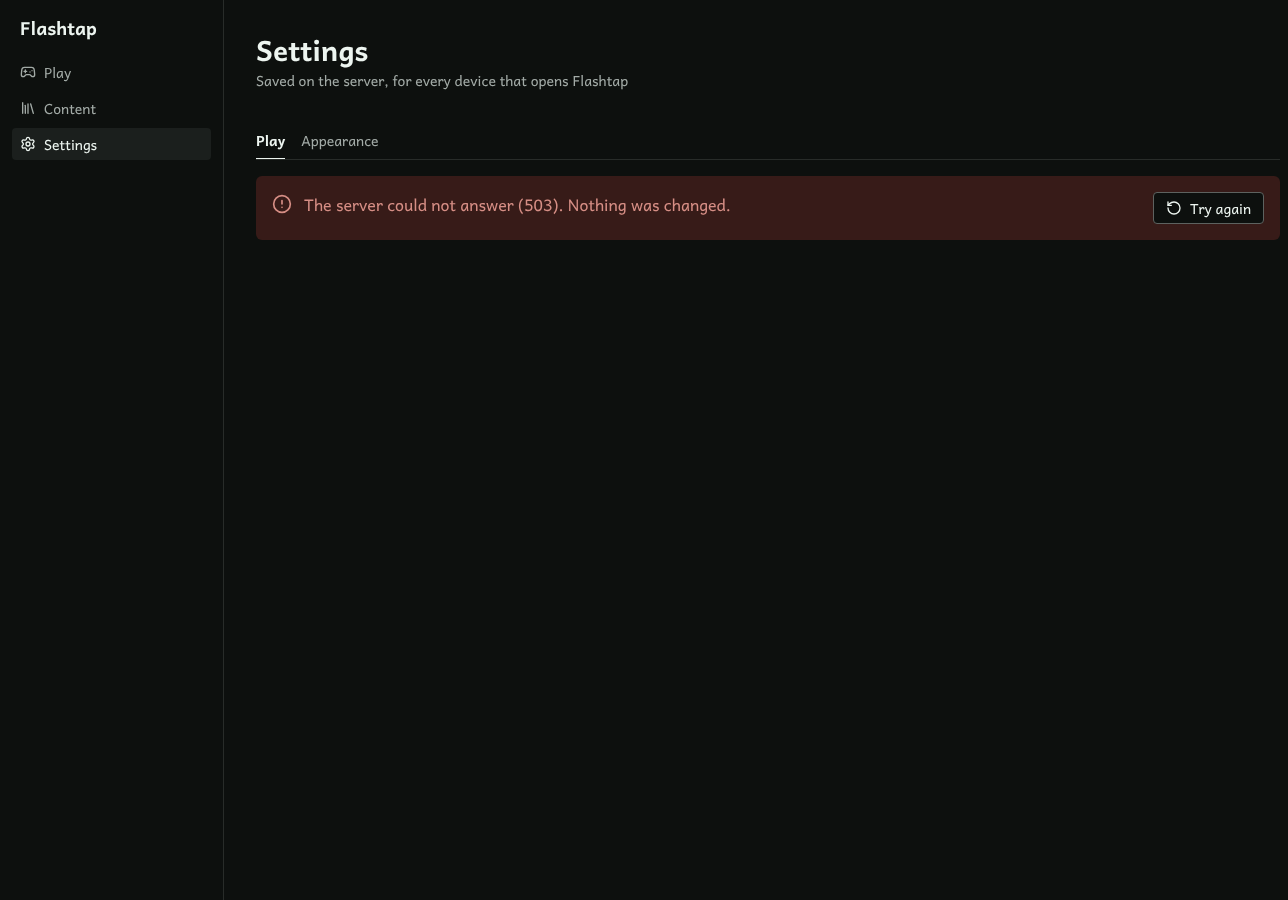 Flashtap
Play
Content
Settings
Settings
Saved on the server, for every device that opens Flashtap
Play
Appearance
The server could not answer (503). Nothing was changed.
Try again